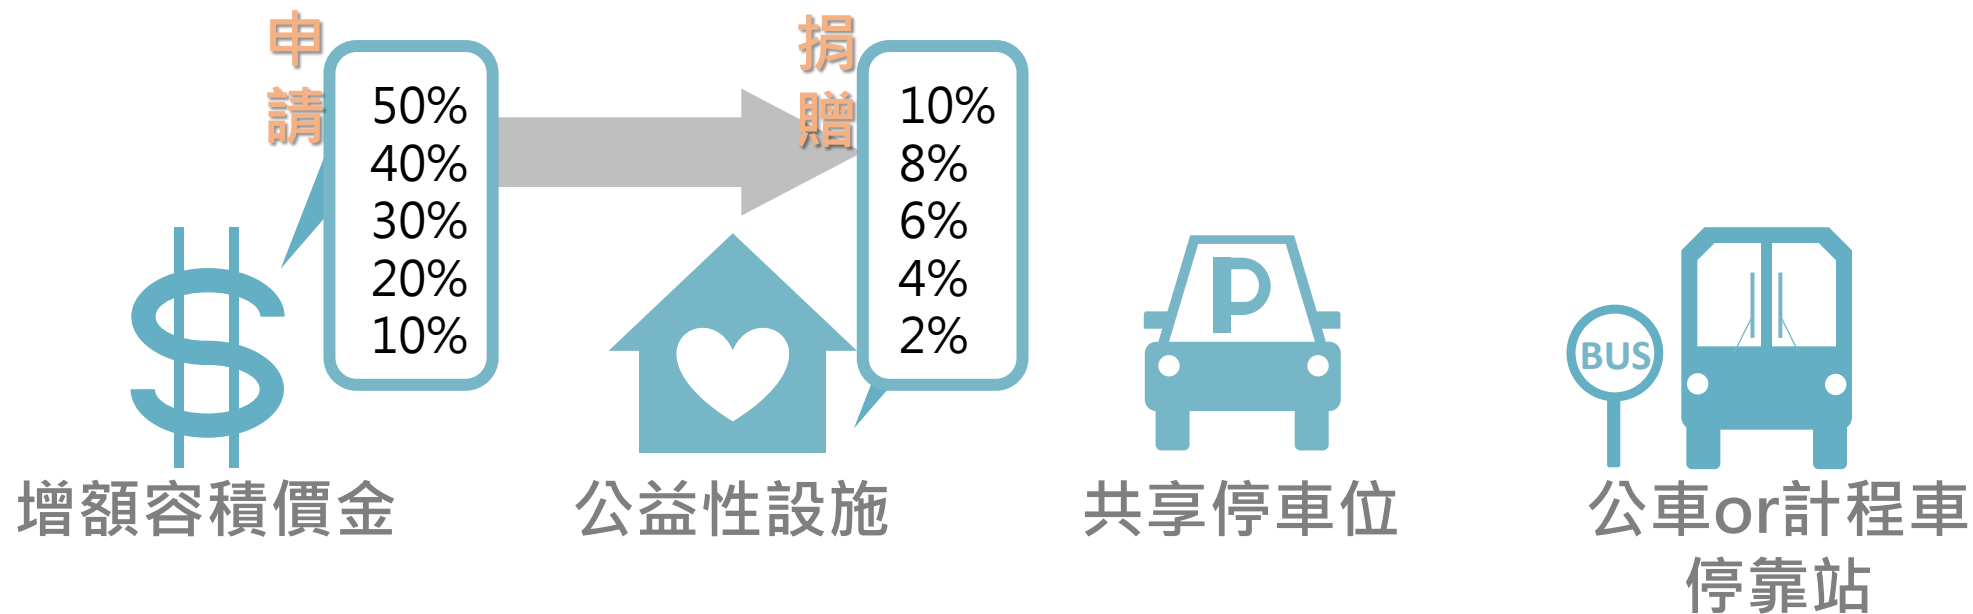 申請
50%
40%
30%
20%
10%
捐贈
10%
8%
6%
4%
2%
P
BUS
增額容積價金
公益性設施
共享停車位
公車or計程車
停靠站